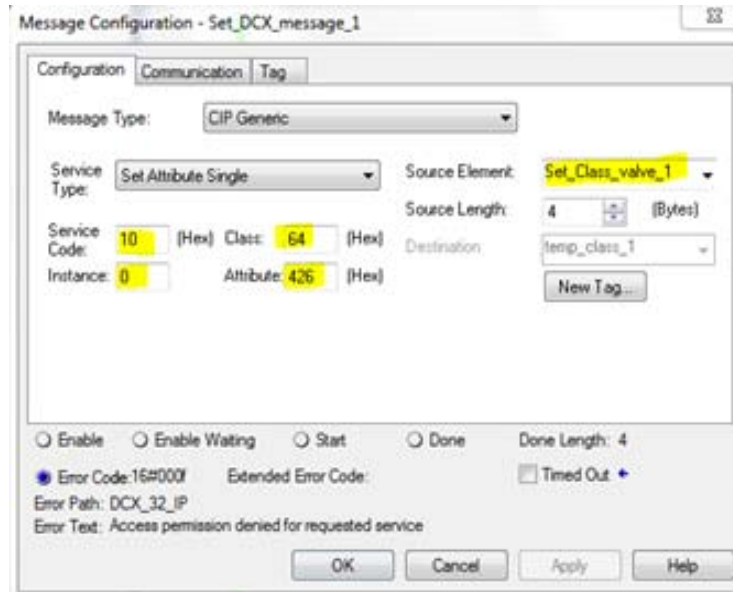 Message Configuration - Set_DCX_message_1
Configuration Communication Tag
Message Type: CIP Generic
Service Type: Set Attribute Single
Source Element: Set_Class_valve_1
Source Length: 4 (Bytes)
Service Code: 10 (Hex) Class: 64 (Hex)
Destination temp_class_1
Instance: 0 Attribute: 426 (Hex)
New Tag...
Enable Enable Waiting Start Done Done Length: 4
Error Code: 16#000f Extended Error Code: Timed Out
Error Path: DCX_32_IP
Error Text: Access permission denied for requested service
OK Cancel Apply Help